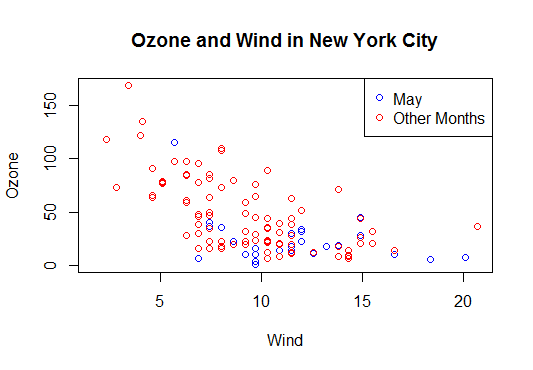 Ozone and Wind in New York City
May
Other Months
Ozone
150
100
50
0
5 10 15 20
Wind